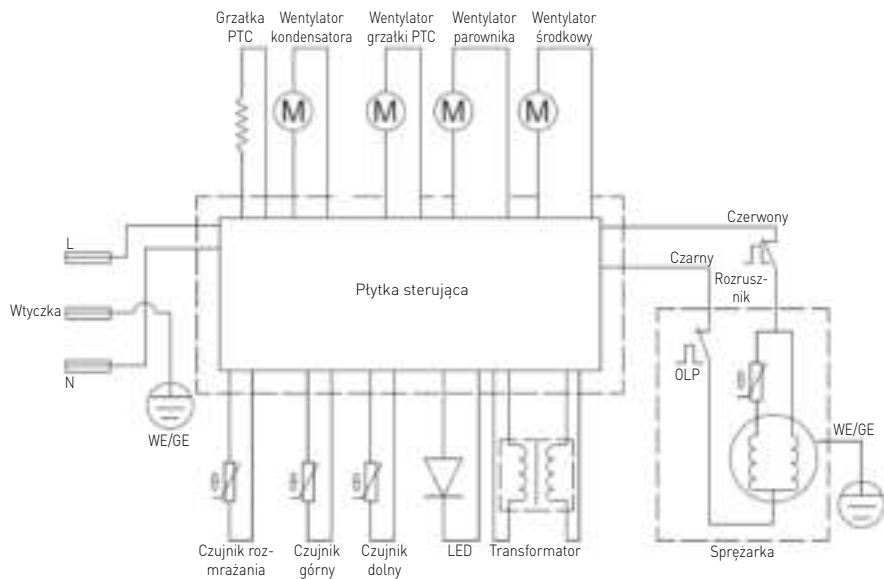 Grzałka
PTC
Wentylator
kondensatora
Wentylator
grzałki PTC
Wentylator
parownika
Wentylator
środkowy
M
M
M
M
L
Wtyczka
N
WE/GE
Płytka sterująca
Czerwony
Czarny
Rozrusz-
nik
OLP
WE/GE
Sprężarka
Czujnik roz-
mrażania
Czujnik
górny
Czujnik
dolny
LED
Transformator